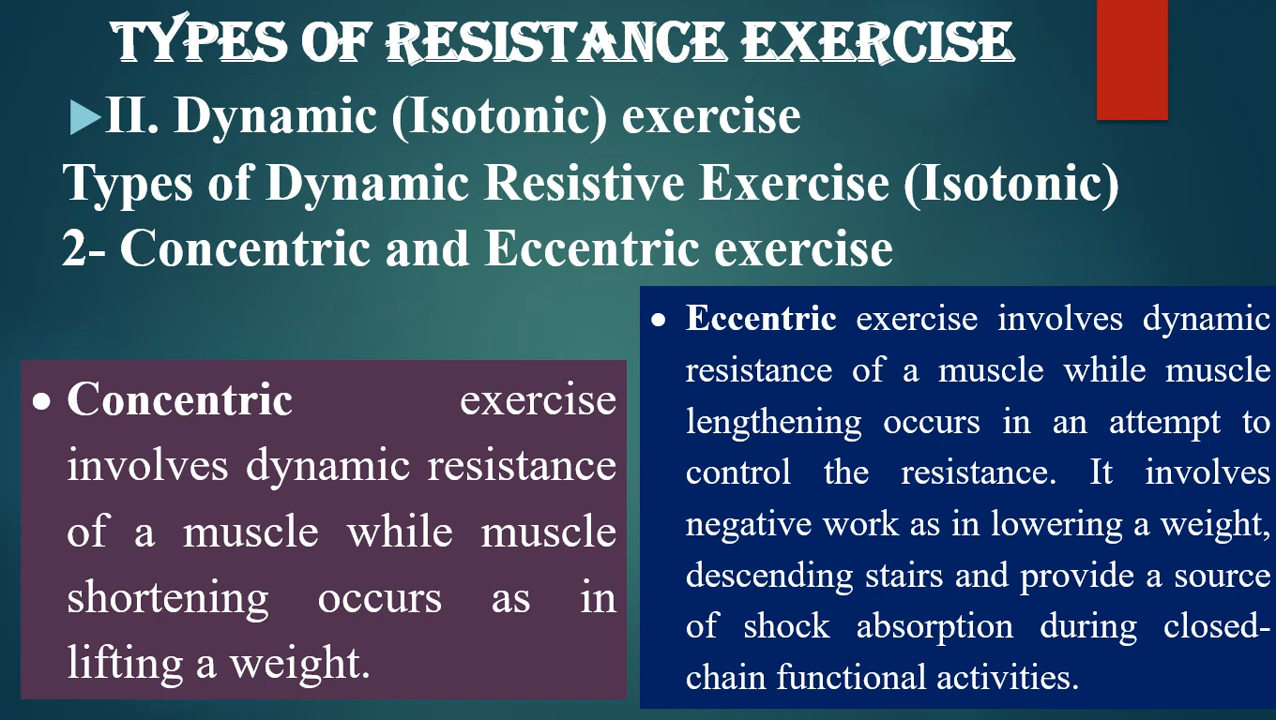 TYPES OF RESISTANCE EXERCISE
II. Dynamic (Isotonic) exercise
Types of Dynamic Resistive Exercise (Isotonic)
2- Concentric and Eccentric exercise
• Concentric exercise
involves dynamic resistance
of a muscle while muscle
shortening occurs as in
lifting a weight.
• Eccentric exercise involves dynamic
resistance of a muscle while muscle
lengthening occurs in an attempt to
control the resistance. It involves
negative work as in lowering a weight,
descending stairs and provide a source
of shock absorption during closed-
chain functional activities.